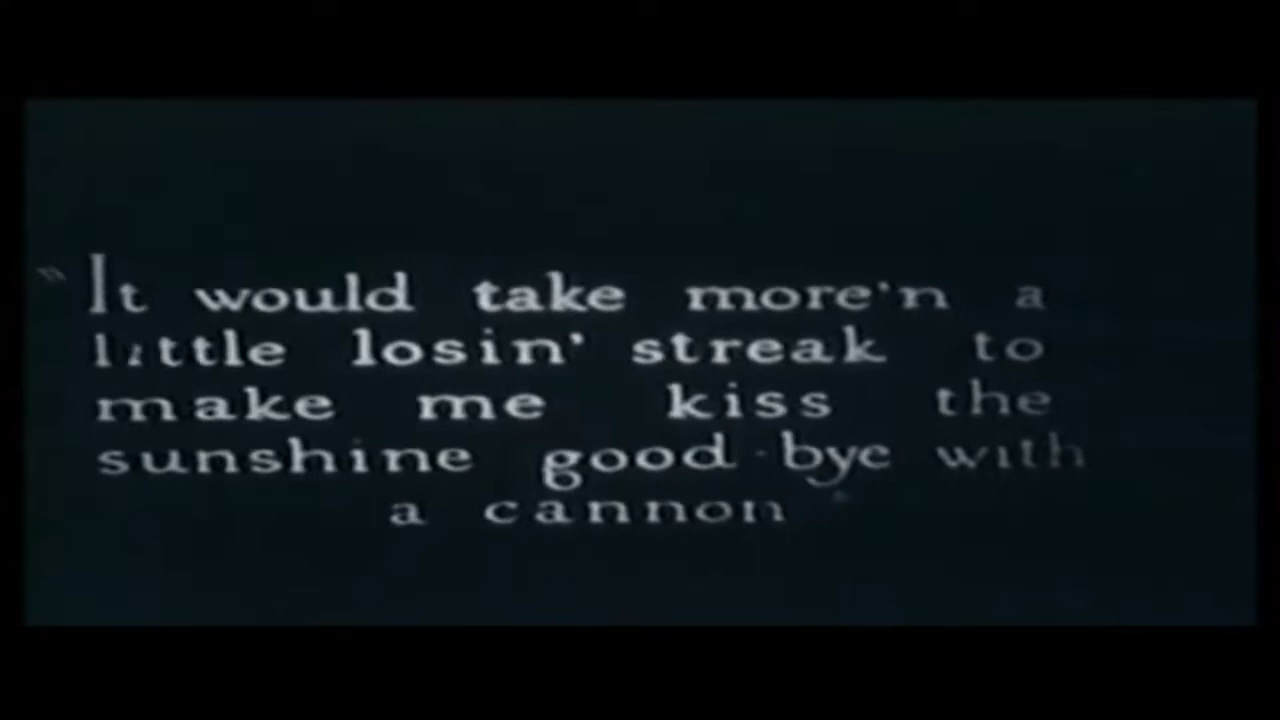 "It would take more'n a
little losin' streak to
make me kiss the
sunshine good-bye with
a cannon"